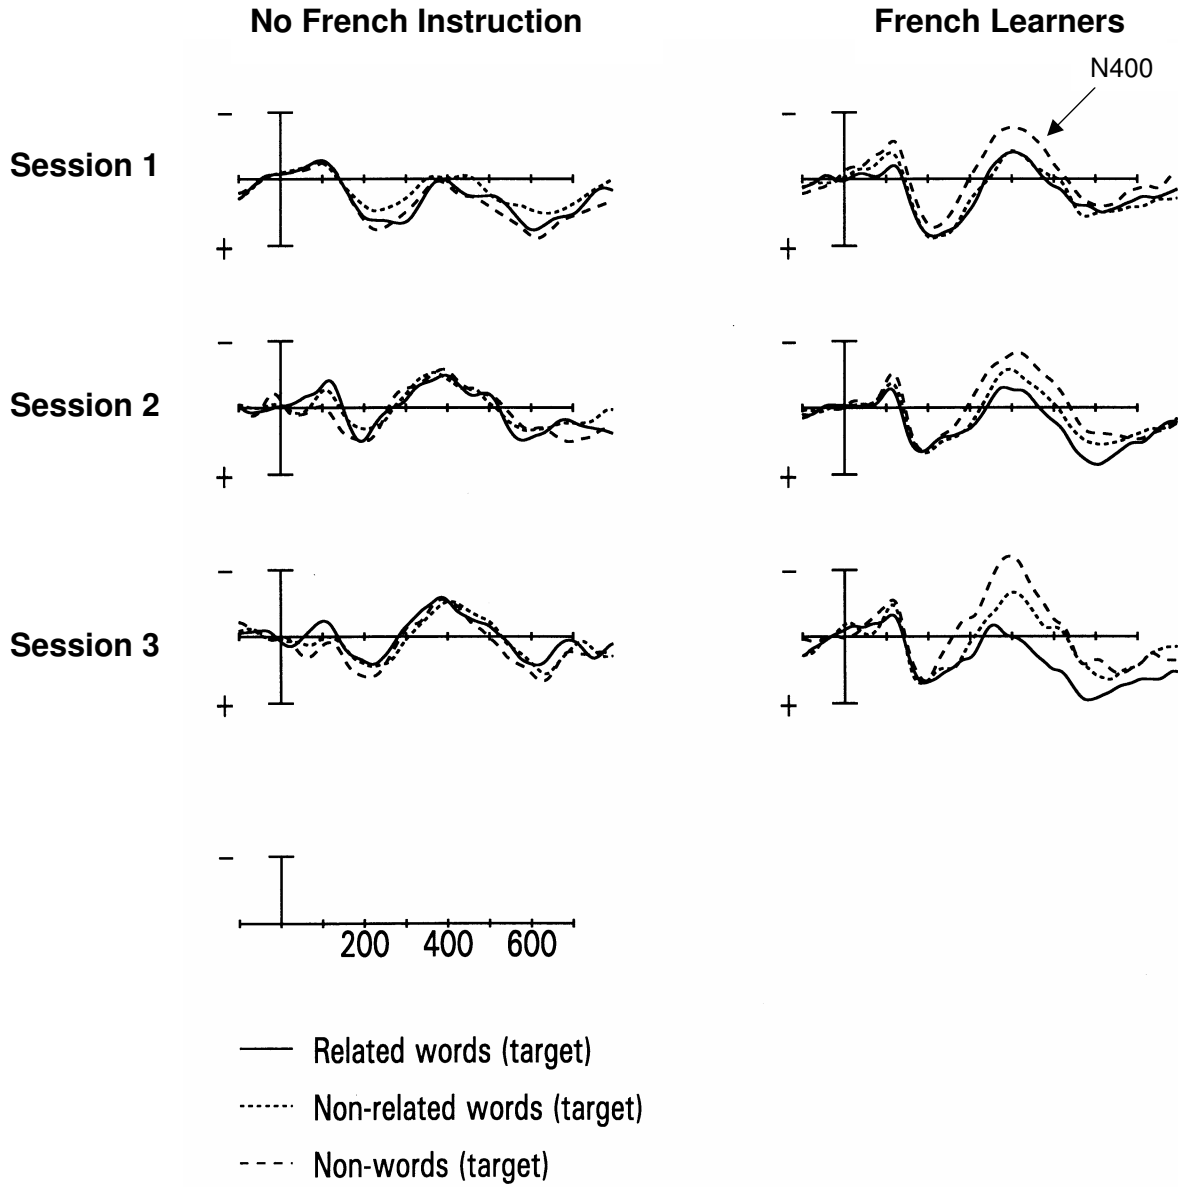 No French Instruction French Learners
N400
−
−
Session 1
+
+
−
−
Session 2
+
+
−
−
Session 3
+
+
−
200 400 600
Related words (target)
Non-related words (target)
Non-words (target)